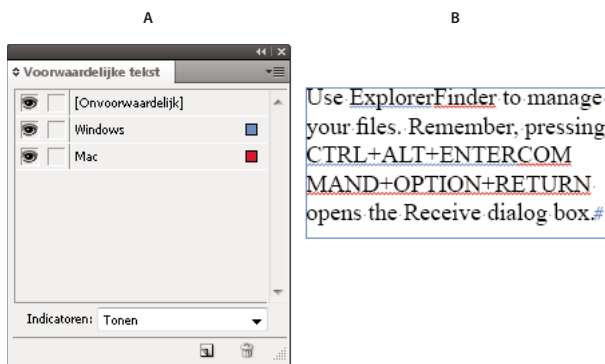 A
B
Voorwaardelijke tekst
[Onvoorwaardelijk]
Windows
Mac
Indicatoren: Tonen
Use ExplorerFinder to manage
your files. Remember, pressing
CTRL+ALT+ENTERCOM
MAND+OPTION+RETURN
opens the Receive dialog box.#